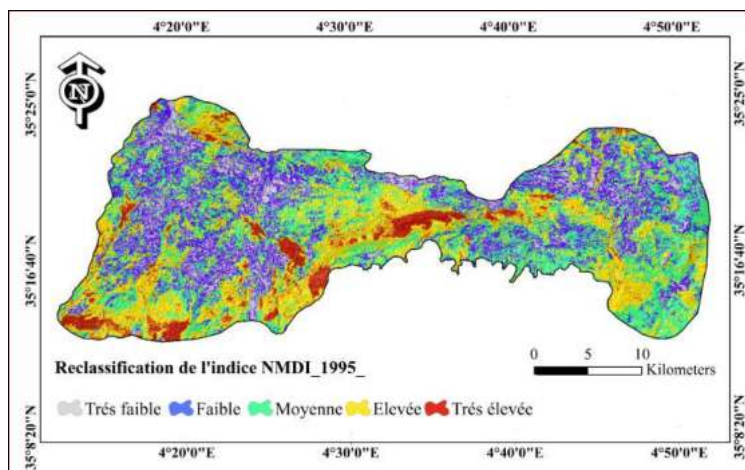 4°20'0"E 4°30'0"E 4°40'0"E 4°50'0"E
N
35°25'0"N 35°25'0"N
35°16'40"N 35°16'40"N
Reclassification de l'indice NMDI_1995_
0 5 10
Kilometers
Trés faible Faible Moyenne Elevée Trés élevée
35°8'20"N 35°8'20"N
4°20'0"E 4°30'0"E 4°40'0"E 4°50'0"E